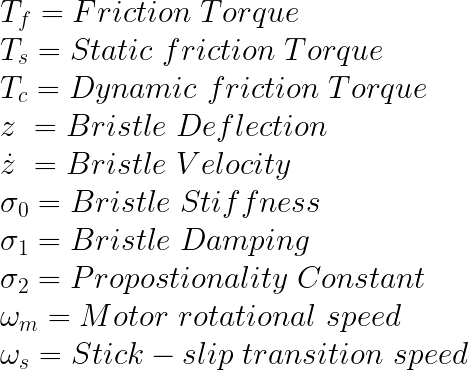 T_f = Friction Torque
T_s = Static friction Torque
T_c = Dynamic friction Torque
z = Bristle Deflection
ż = Bristle Velocity
σ_0 = Bristle Stiffness
σ_1 = Bristle Damping
σ_2 = Propostionality Constant
ω_m = Motor rotational speed
ω_s = Stick − slip transition speed